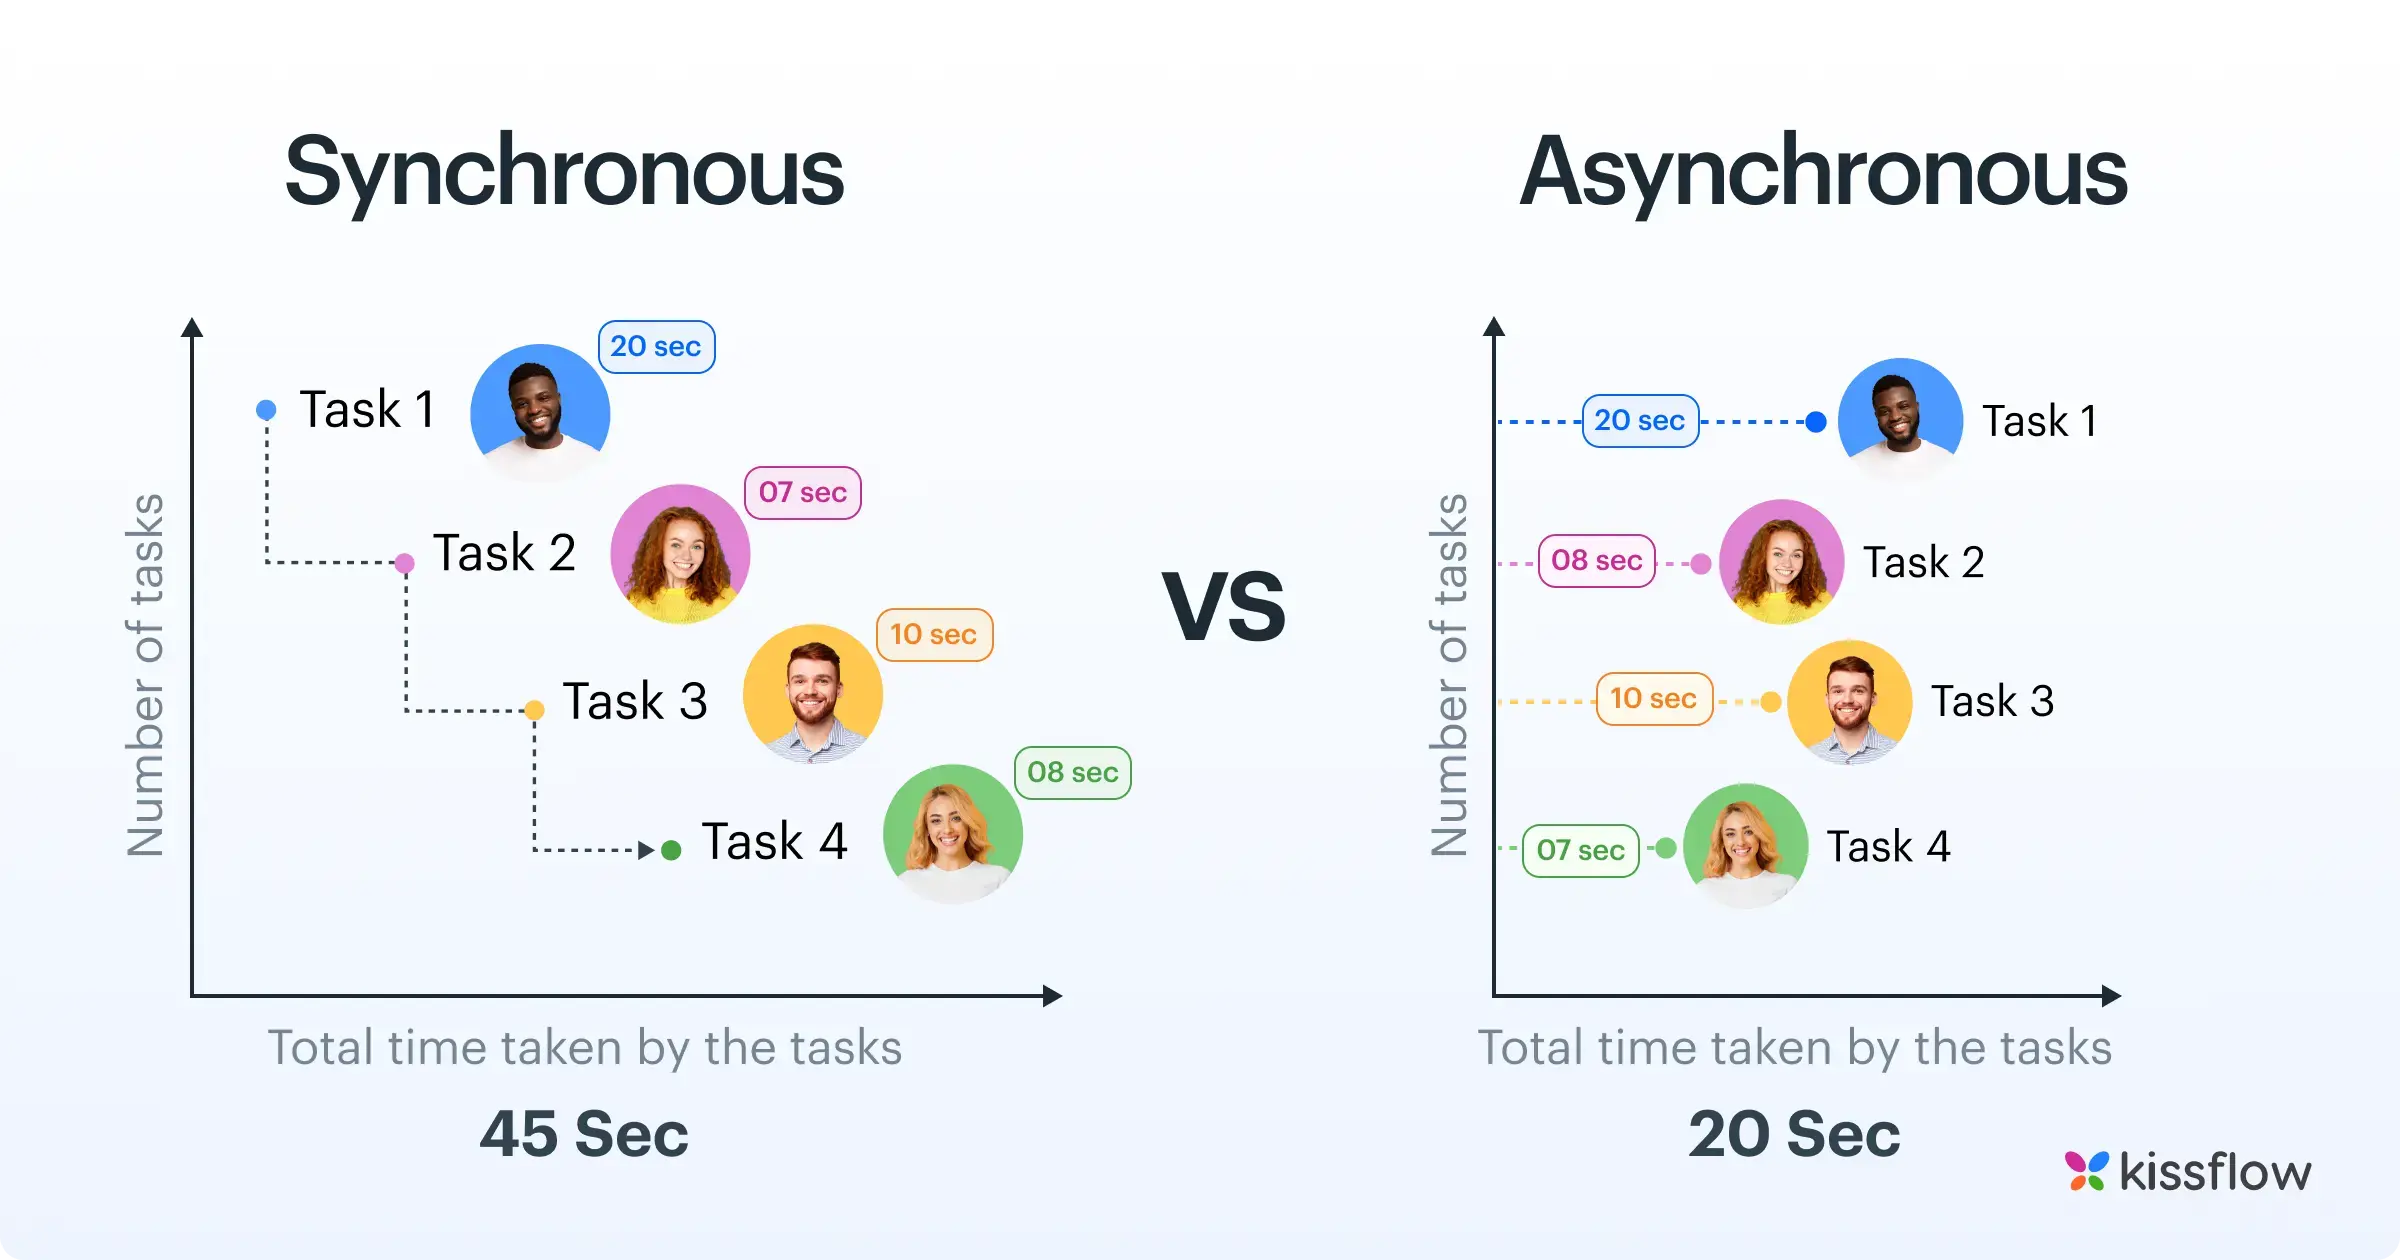 Synchronous
Number of tasks
Task 1
20 sec
Task 2
07 sec
Task 3
10 sec
Task 4
08 sec
Total time taken by the tasks
45 Sec
VS
Asynchronous
Number of tasks
20 sec
Task 1
08 sec
Task 2
10 sec
Task 3
07 sec
Task 4
Total time taken by the tasks
20 Sec
kissflow